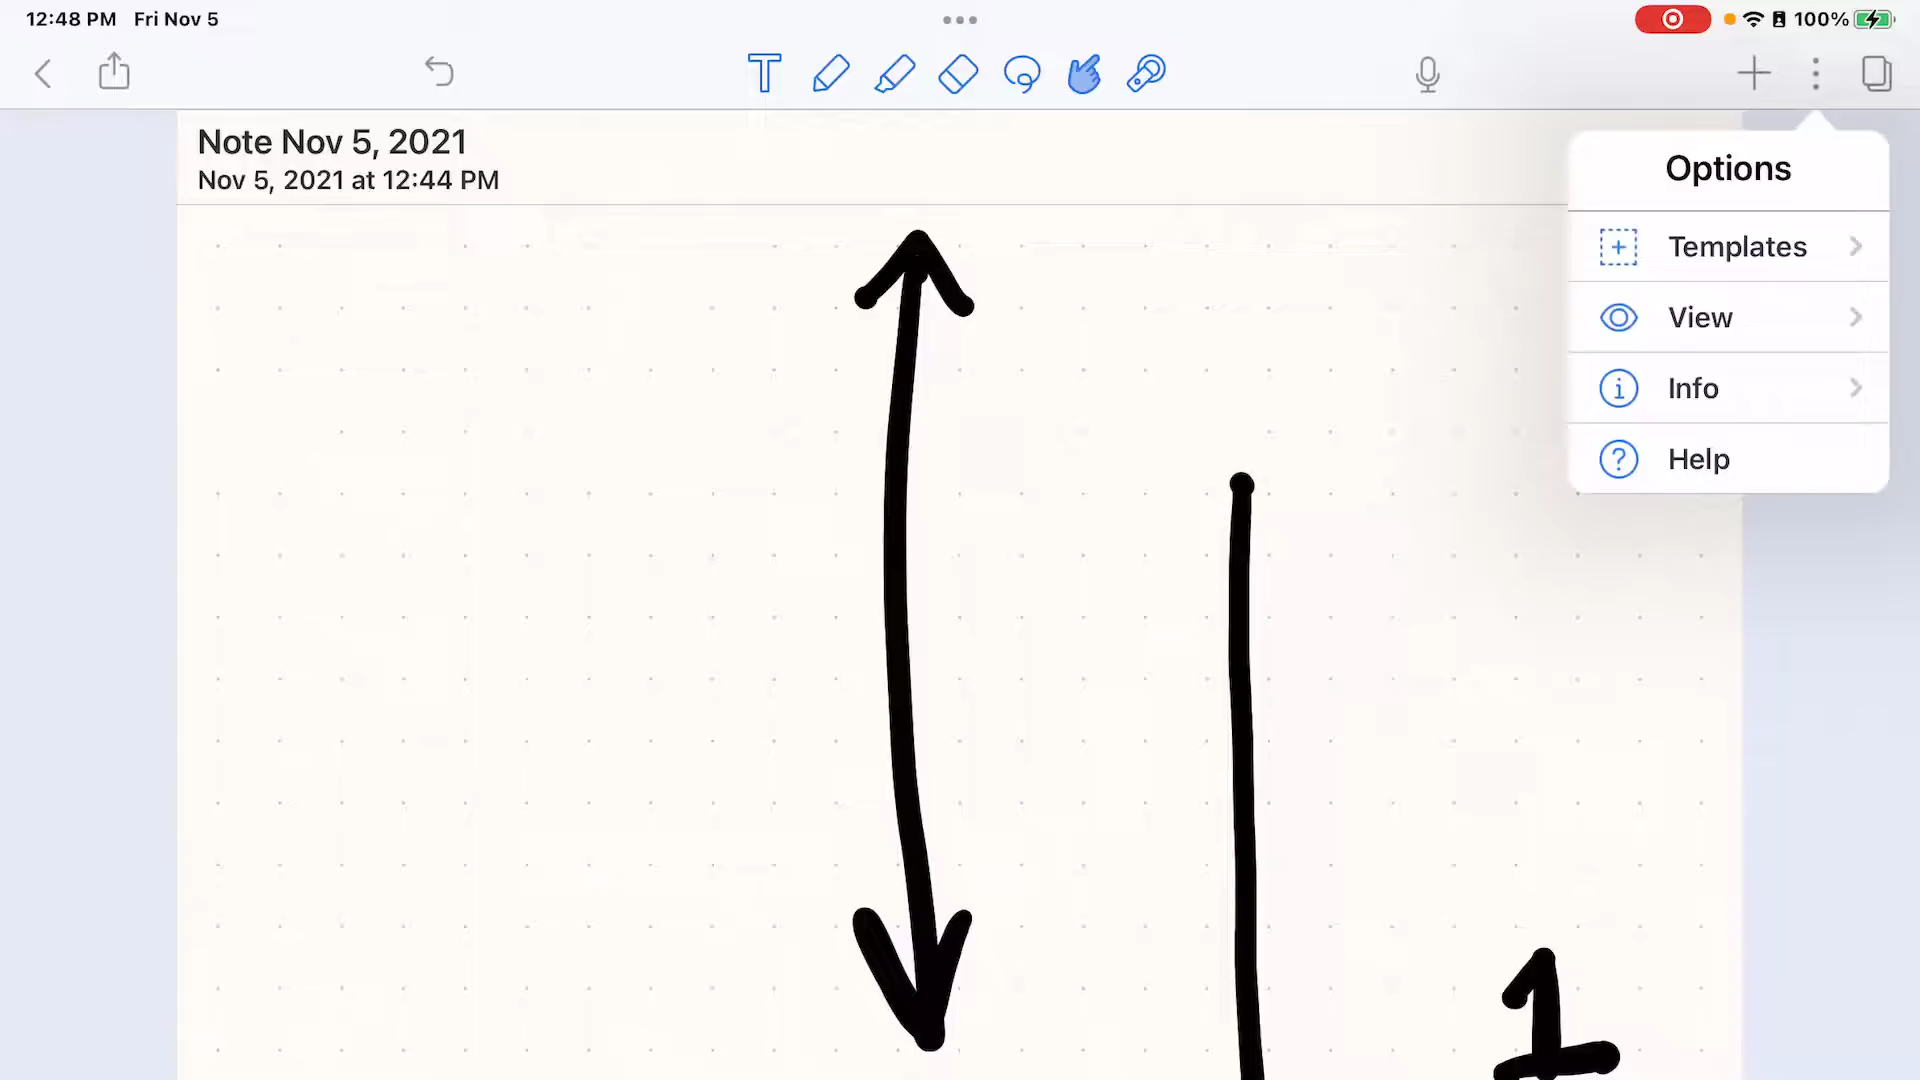 12:48 PM Fri Nov 5
100%
T
Note Nov 5, 2021
Nov 5, 2021 at 12:44 PM
Options
Templates
View
Info
Help
1